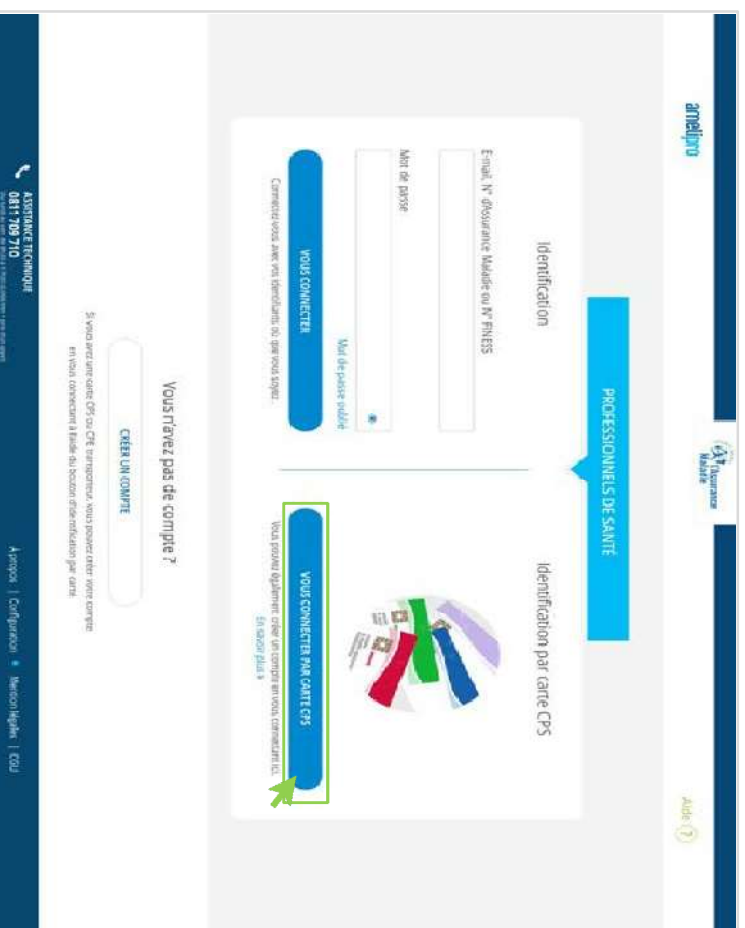 l'Assurance
Maladie
amelipro
Aide ?
PROFESSIONNELS DE SANTÉ
Identification
E-mail, N° d'Assurance Maladie ou N° FINESS
Mot de passe
Mot de passe oublié
VOUS CONNECTER
Connectez-vous avec vos identifiants où que vous soyez.
Identification par carte CPS
VOUS CONNECTER PAR CARTE CPS
Vous pouvez également créer un compte en vous connectant ici.
En savoir plus
Vous n'avez pas de compte ?
CRÉER UN COMPTE
Si vous avez une carte CPS ou CPE transporteur, vous pouvez créer votre compte
en vous connectant à l'aide du bouton d'identification par carte
ASSISTANCE TECHNIQUE
0811 709 710
À propos | Configuration Mention légales | CGU